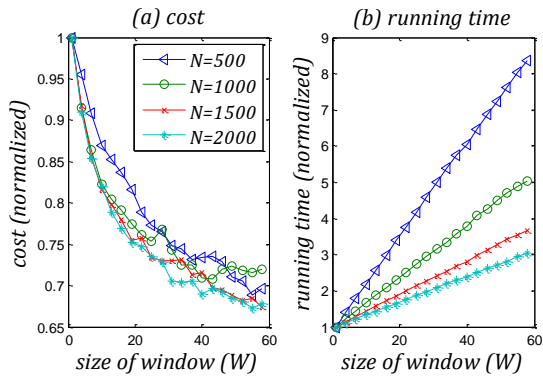 (a) cost
(b) running time
cost (normalized)
1
0.95
0.9
0.85
0.8
0.75
0.7
0.65
0
20
40
60
size of window (W)
N=500
N=1000
N=1500
N=2000
running time (normalized)
9
8
7
6
5
4
3
2
1
0
20
40
60
size of window (W)